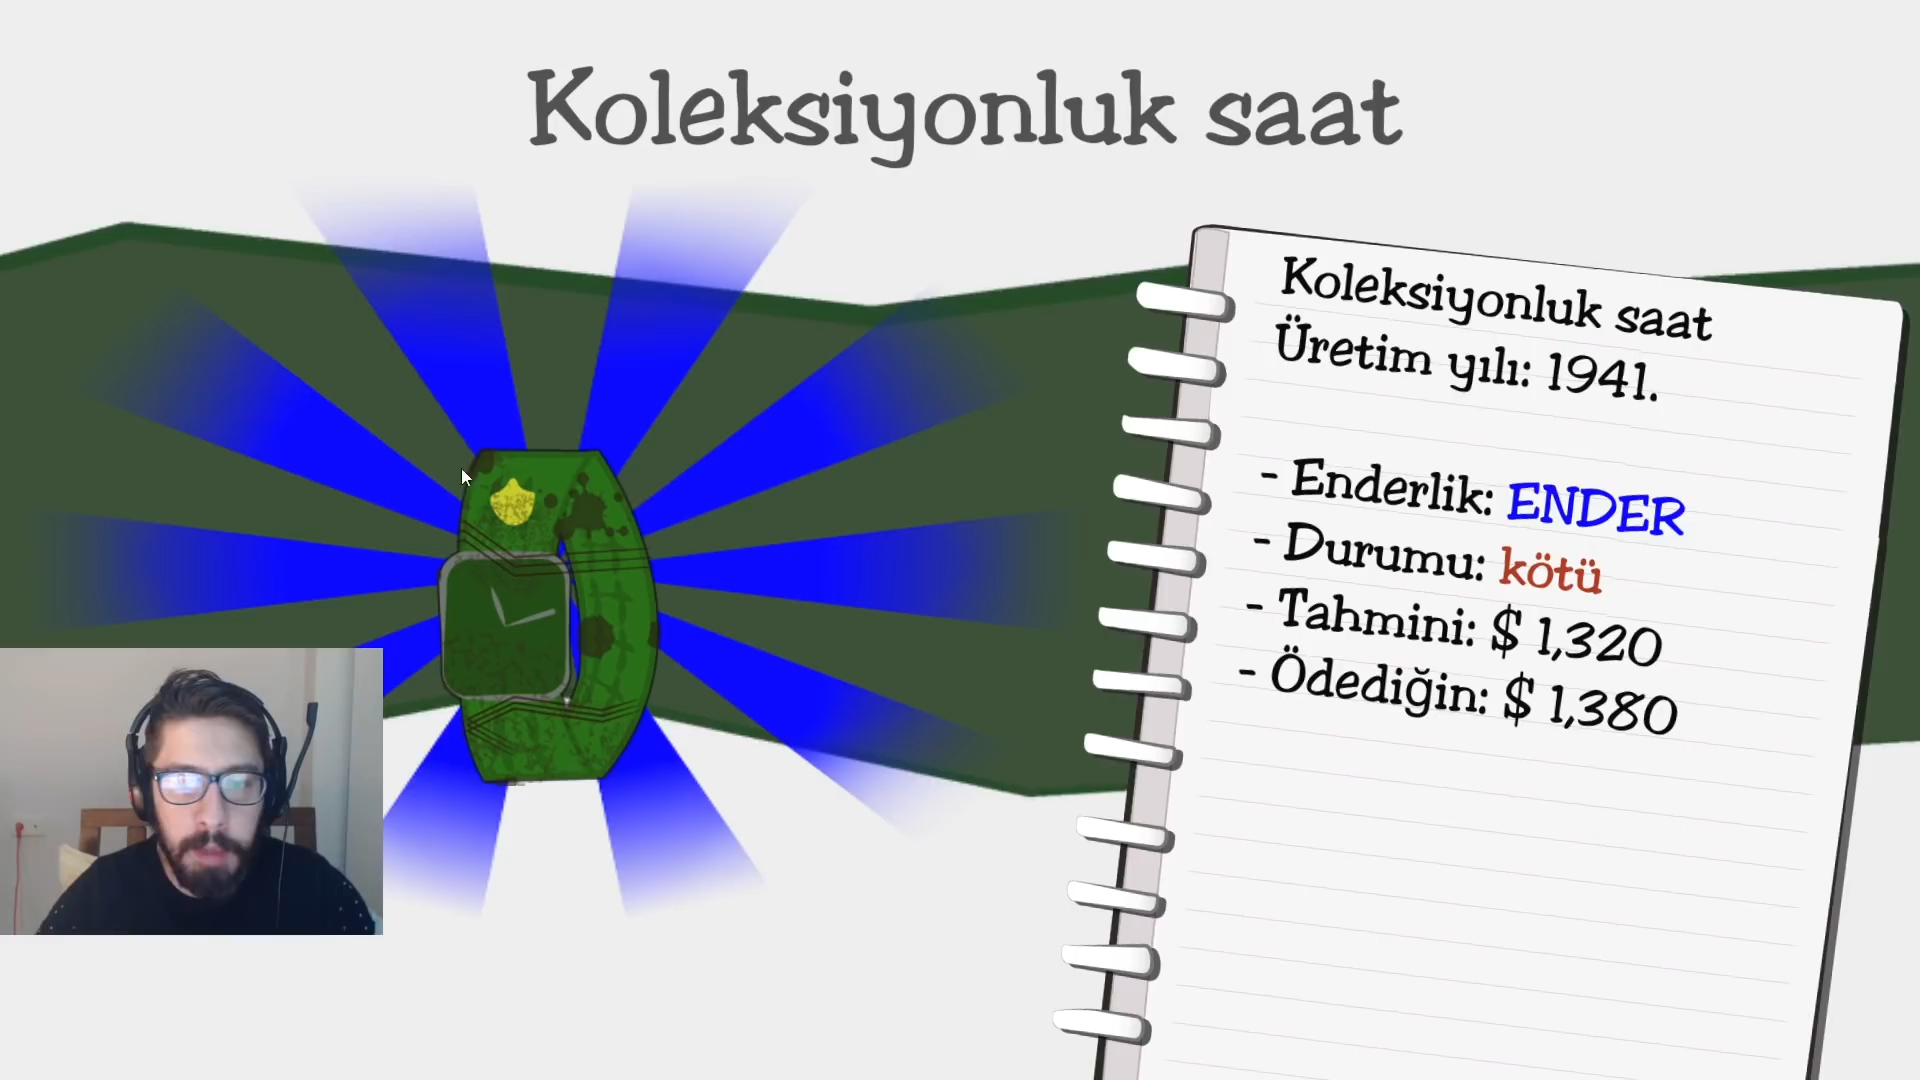 Koleksiyonluk saat
Koleksiyonluk saat
Üretim yılı: 1941.
- Enderlik: ENDER
- Durumu: kötü
- Tahmini: $ 1,320
- Ödediğin: $ 1,380